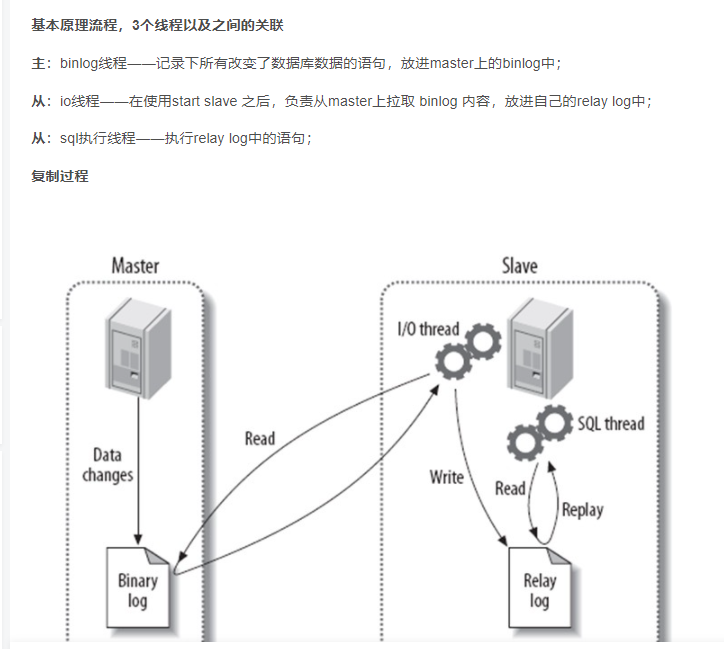 基本原理流程，3个线程以及之间的关联
主：binlog线程——记录下所有改变了数据库数据的语句，放进master上的binlog中；
从：io线程——在使用start slave 之后，负责从master上拉取 binlog 内容，放进自己的relay log中；
从：sql执行线程——执行relay log中的语句；
复制过程
Master
Slave
I/O thread
SQL thread
Data
changes
Read
Write
Read
Replay
Binary
log
Relay
log